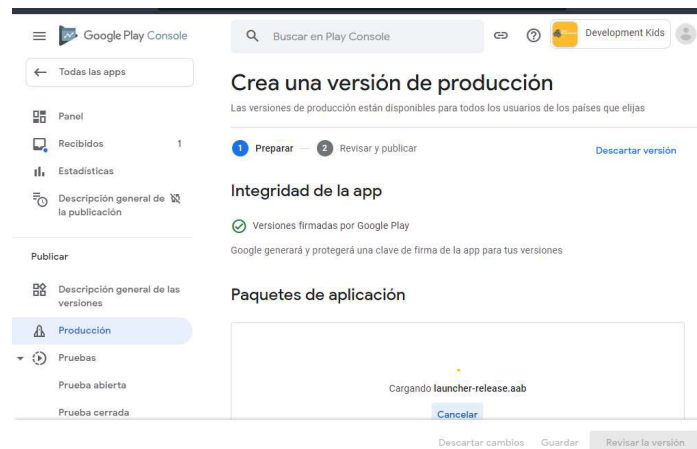 Google Play Console
Buscar en Play Console
Development Kids
Todas las apps
Panel
Recibidos 1
Estadísticas
Descripción general de
la publicación
Publicar
Descripción general de las
versiones
Producción
Pruebas
Prueba abierta
Prueba cerrada
Crea una versión de producción
Las versiones de producción están disponibles para todos los usuarios de los países que elijas
1 Preparar — 2 Revisar y publicar
Descartar versión
Integridad de la app
Versiones firmadas por Google Play
Google generará y protegerá una clave de firma de la app para tus versiones
Paquetes de aplicación
Cargando launcher-release.aab
Cancelar
Descartar cambios Guardar Revisar la versión